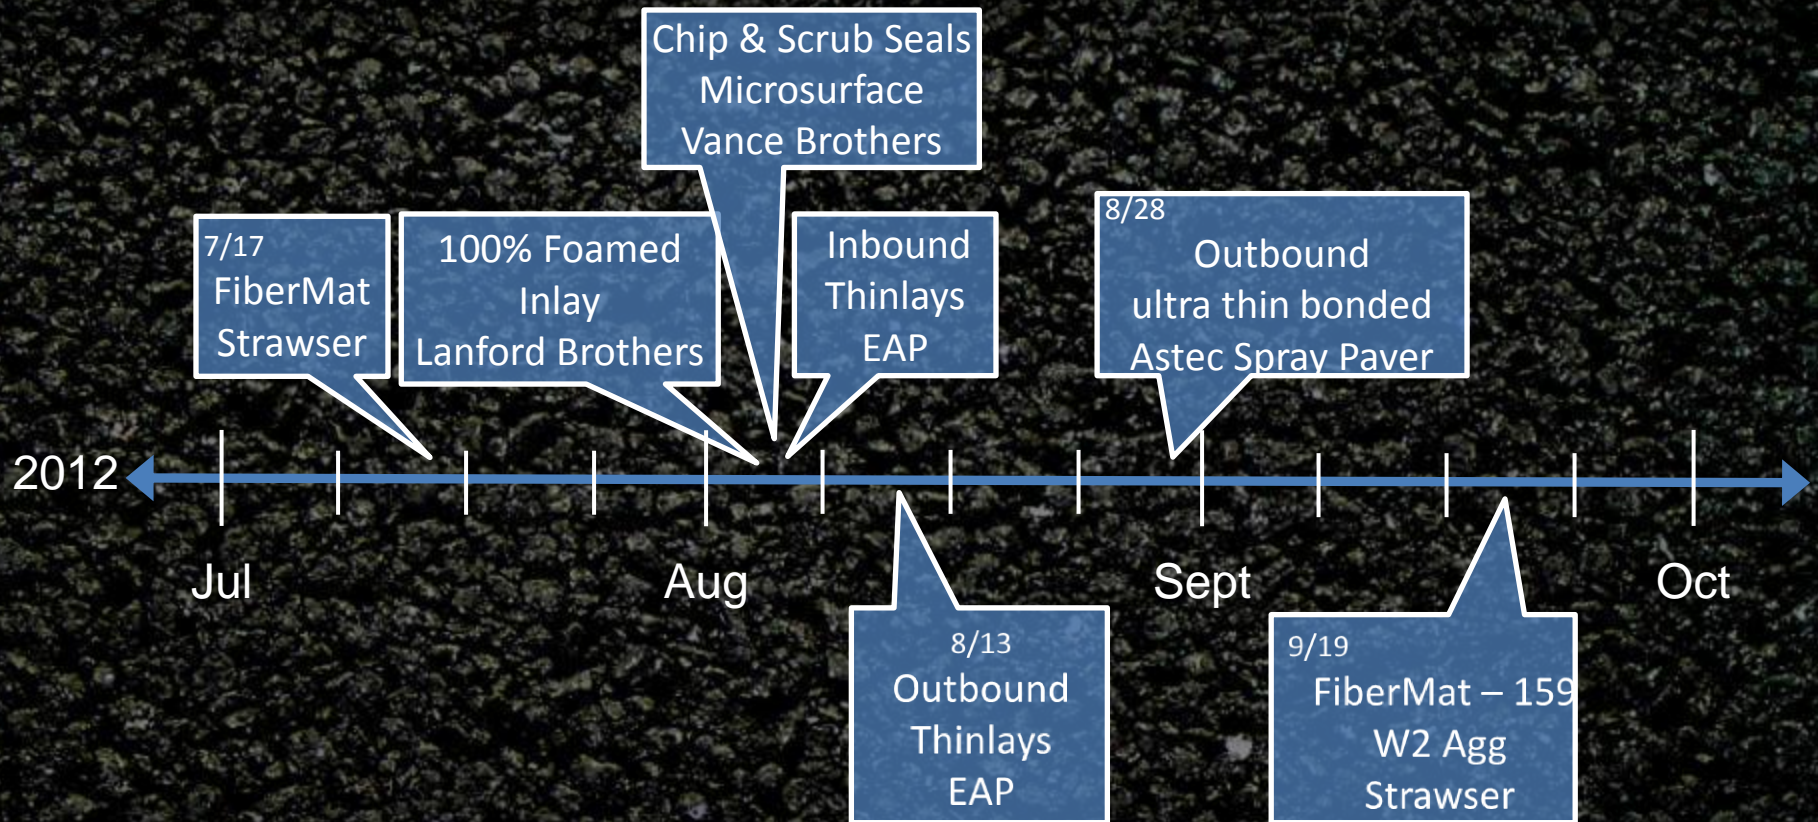 Chip & Scrub Seals
Microsurface
Vance Brothers
7/17
FiberMat
Strawser
100% Foamed
Inlay
Lanford Brothers
Inbound
Thinlays
EAP
8/28
Outbound
ultra thin bonded
Astec Spray Paver
2012
Jul
Aug
Sept
Oct
8/13
Outbound
Thinlays
EAP
9/19
FiberMat – 159
W2 Agg
Strawser